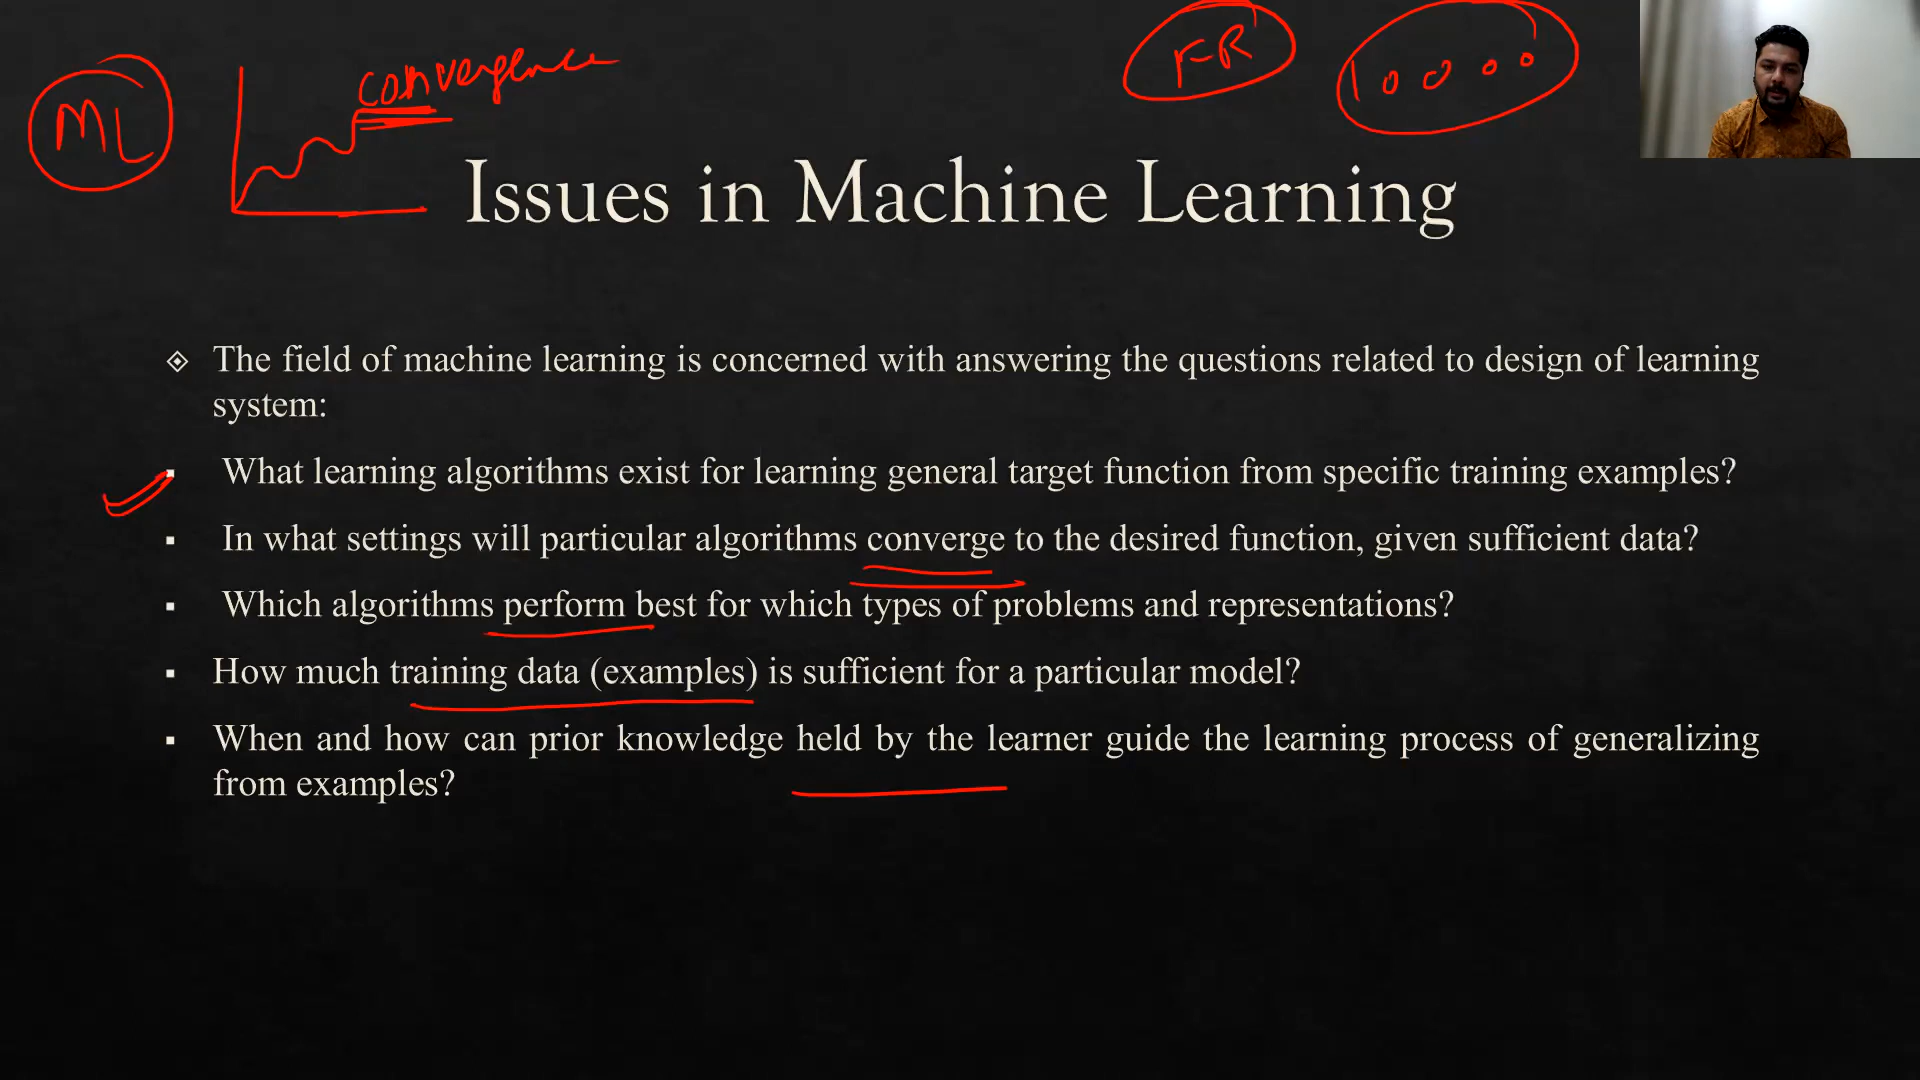 ML
convergence
FR
10000
Issues in Machine Learning
The field of machine learning is concerned with answering the questions related to design of learning
system:
What learning algorithms exist for learning general target function from specific training examples?
In what settings will particular algorithms converge to the desired function, given sufficient data?
Which algorithms perform best for which types of problems and representations?
How much training data (examples) is sufficient for a particular model?
When and how can prior knowledge held by the learner guide the learning process of generalizing
from examples?